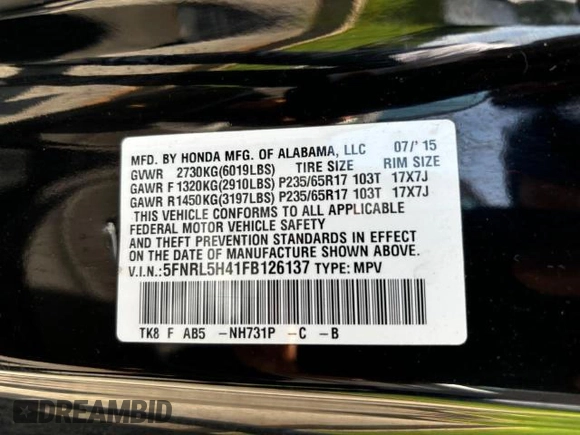 MFD. BY HONDA MFG. OF ALABAMA, LLC 07/'15
GVWR 2730KG(6019LBS) TIRE SIZE RIM SIZE
GAWR F 1320KG(2910LBS) P235/65R17 103T 17X7J
GAWR R1450KG(3197LBS) P235/65R17 103T 17X7J
THIS VEHICLE CONFORMS TO ALL APPLICABLE
FEDERAL MOTOR VEHICLE SAFETY
AND THEFT PREVENTION STANDARDS IN EFFECT
ON THE DATE OF MANUFACTURE SHOWN ABOVE.
V.I.N.:5FNRL5H41FB126137 TYPE: MPV
TK8 F AB5 -NH731P -C -B
DREAMBID